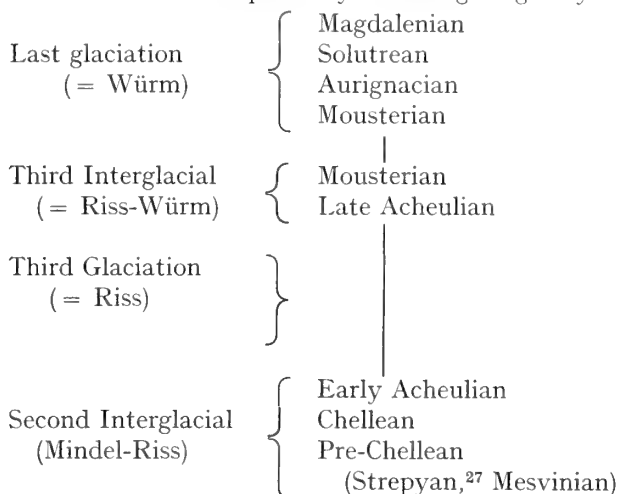 Magdalenian
Last glaciation Solutrean
(= Würm) Aurignacian
Mousterian
Third Interglacial Mousterian
(= Riss-Würm) Late Acheulian
Third Glaciation
(= Riss)
Early Acheulian
Second Interglacial Chellean
(Mindel-Riss) Pre-Chellean
(Strepyan,²⁷ Mesvinian)